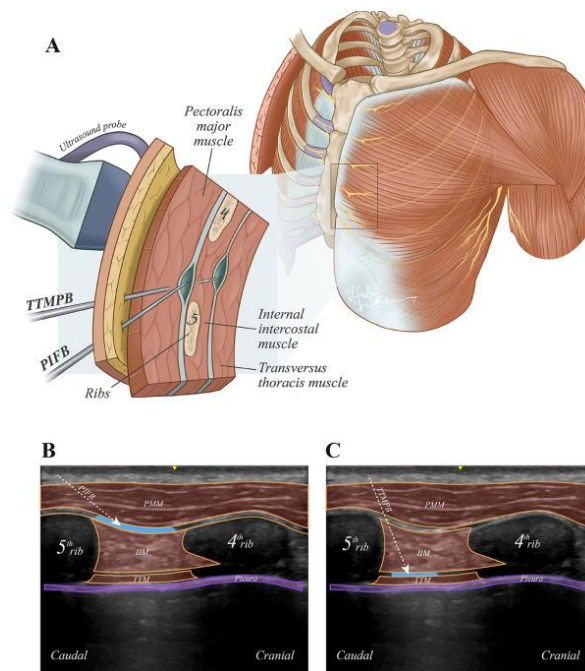 A
Ultrasound probe
Pectoralis
major
muscle
4
TTMPB
5
PIFB
Internal
intercostal
muscle
Transversus
thoracis muscle
Ribs
B
PIFB
PMM
5th
rib
IIM
4th
rib
TTM
Pleura
Caudal
Cranial
C
TTMPB
PMM
5th
rib
IIM
4th
rib
TTM
Pleura
Caudal
Cranial